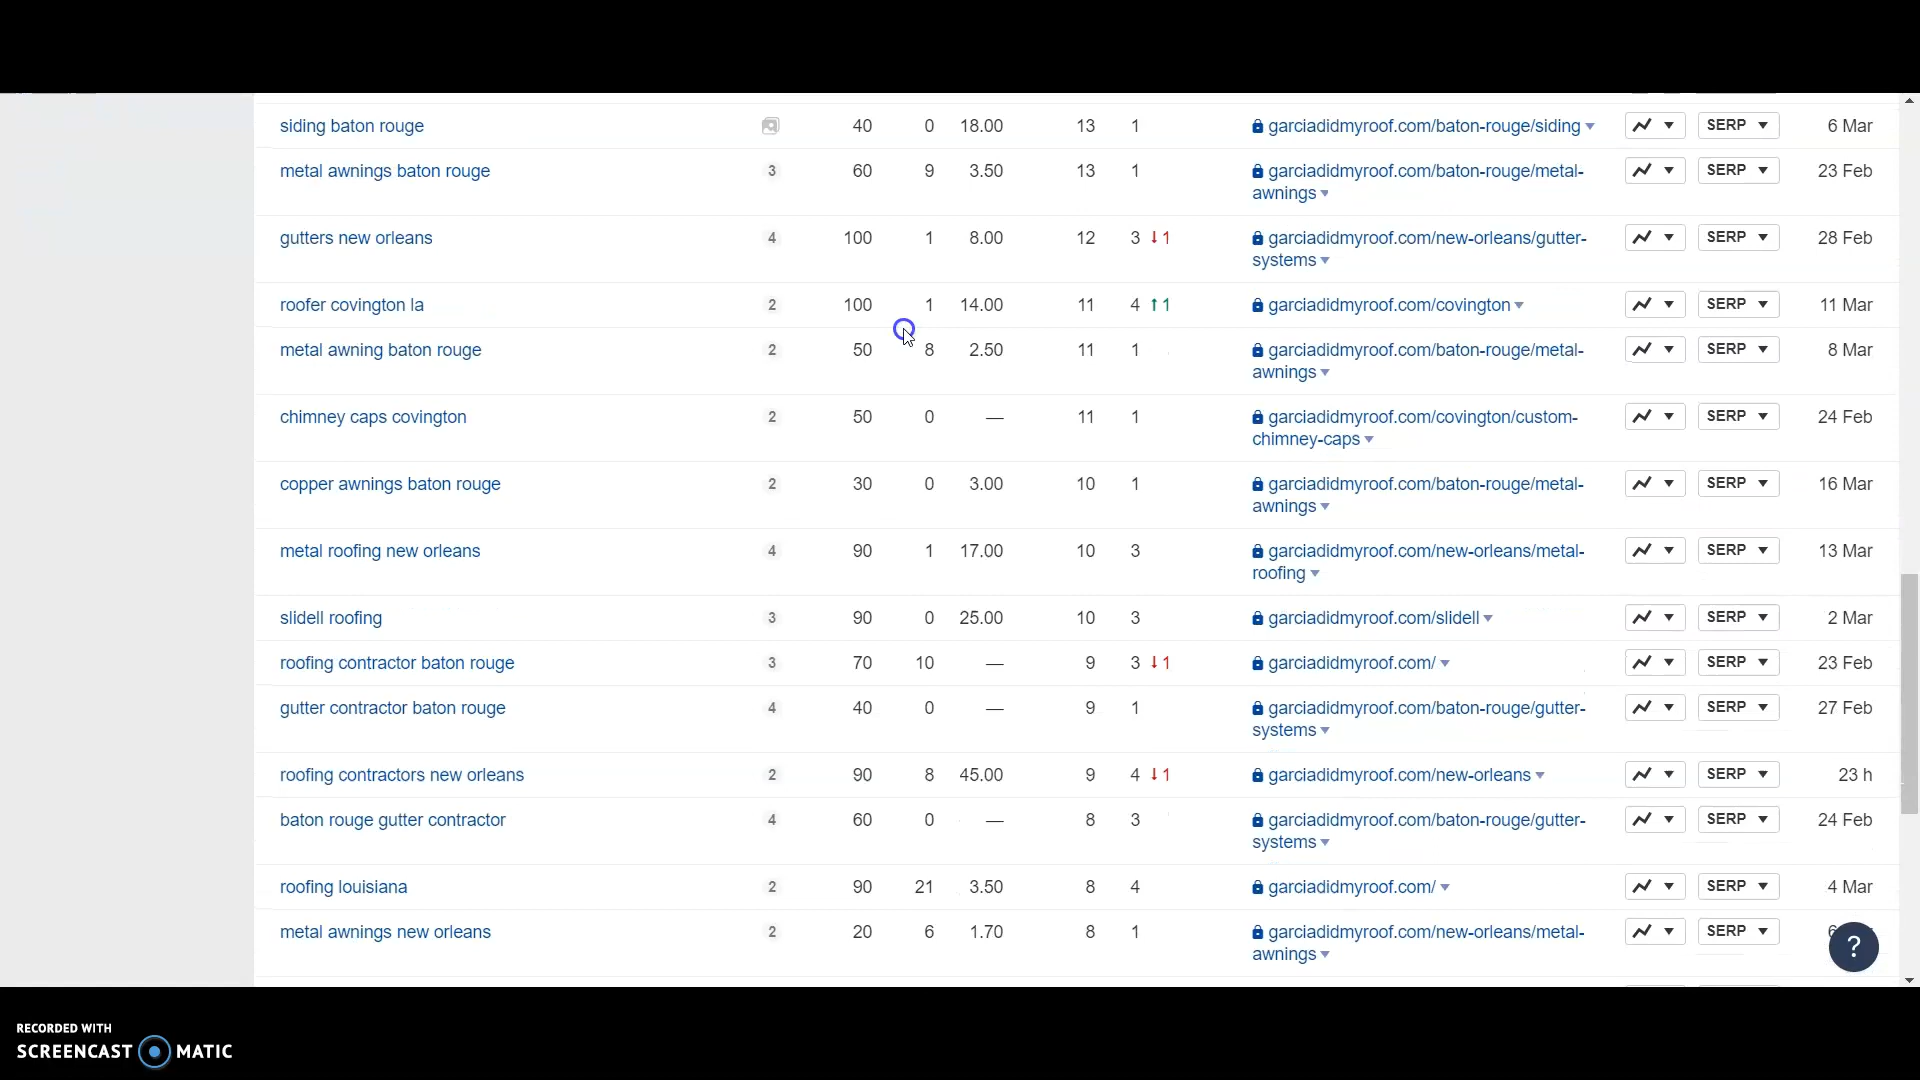 siding baton rouge 40 0 18.00 13 1 garciadidmyroof.com/baton-rouge/siding SERP 6 Mar
metal awnings baton rouge 3 60 9 3.50 13 1 garciadidmyroof.com/baton-rouge/metal- SERP 23 Feb
awnings
gutters new orleans 4 100 1 8.00 12 3 ↓1 garciadidmyroof.com/new-orleans/gutter- SERP 28 Feb
systems
roofer covington la 2 100 1 14.00 11 4 ↑1 garciadidmyroof.com/covington SERP 11 Mar
metal awning baton rouge 2 50 8 2.50 11 1 garciadidmyroof.com/baton-rouge/metal- SERP 8 Mar
awnings
chimney caps covington 2 50 0 — 11 1 garciadidmyroof.com/covington/custom- SERP 24 Feb
chimney-caps
copper awnings baton rouge 2 30 0 3.00 10 1 garciadidmyroof.com/baton-rouge/metal- SERP 16 Mar
awnings
metal roofing new orleans 4 90 1 17.00 10 3 garciadidmyroof.com/new-orleans/metal- SERP 13 Mar
roofing
slidell roofing 3 90 0 25.00 10 3 garciadidmyroof.com/slidell SERP 2 Mar
roofing contractor baton rouge 3 70 10 — 9 3 ↓1 garciadidmyroof.com/ SERP 23 Feb
gutter contractor baton rouge 4 40 0 — 9 1 garciadidmyroof.com/baton-rouge/gutter- SERP 27 Feb
systems
roofing contractors new orleans 2 90 8 45.00 9 4 ↓1 garciadidmyroof.com/new-orleans SERP 23 h
baton rouge gutter contractor 4 60 0 — 8 3 garciadidmyroof.com/baton-rouge/gutter- SERP 24 Feb
systems
roofing louisiana 2 90 21 3.50 8 4 garciadidmyroof.com/ SERP 4 Mar
metal awnings new orleans 2 20 6 1.70 8 1 garciadidmyroof.com/new-orleans/metal- SERP
awnings
?
RECORDED WITH
SCREENCAST MATIC